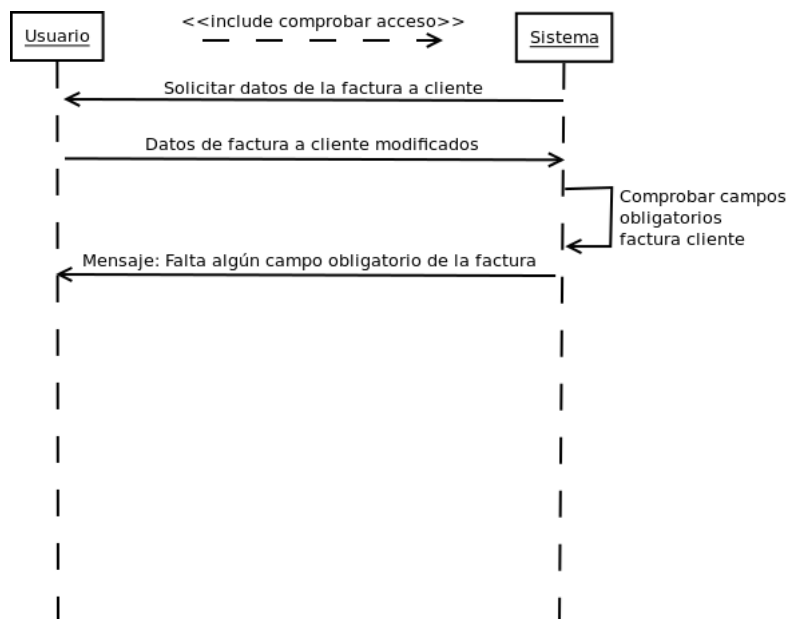 <<include comprobar acceso>>
Usuario
Sistema
Solicitar datos de la factura a cliente
Datos de factura a cliente modificados
Comprobar campos
obligatorios
factura cliente
Mensaje: Falta algún campo obligatorio de la factura